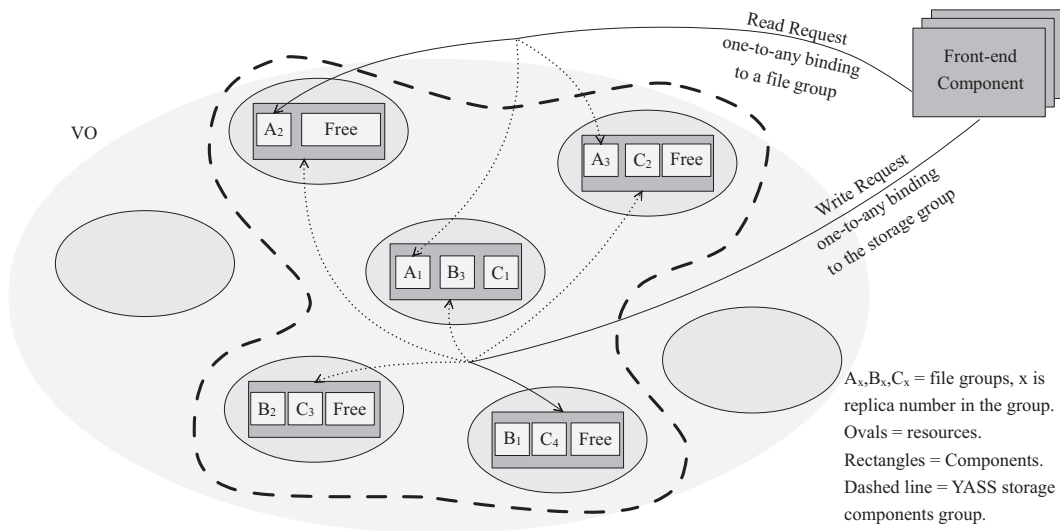 Read Request
one-to-any binding
to a file group
Front-end
Component
VO
A₂ Free
A₃ C₂ Free
Write Request
one-to-any binding
to the storage group
A₁ B₃ C₁
B₂ C₃ Free
B₁ C₄ Free
Aₓ,Bₓ,Cₓ = file groups, x is
replica number in the group.
Ovals = resources.
Rectangles = Components.
Dashed line = YASS storage
components group.